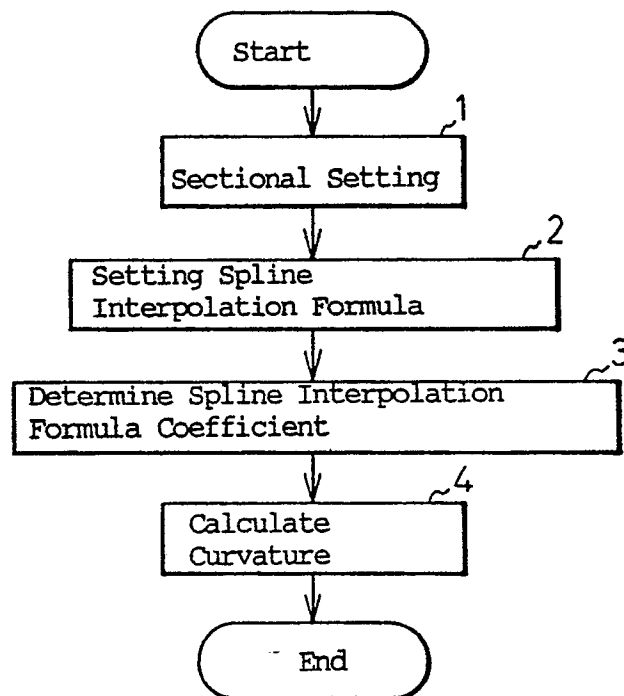 Start
1
Sectional Setting
2
Setting Spline
Interpolation Formula
3
Determine Spline Interpolation
Formula Coefficient
4
Calculate
Curvature
End